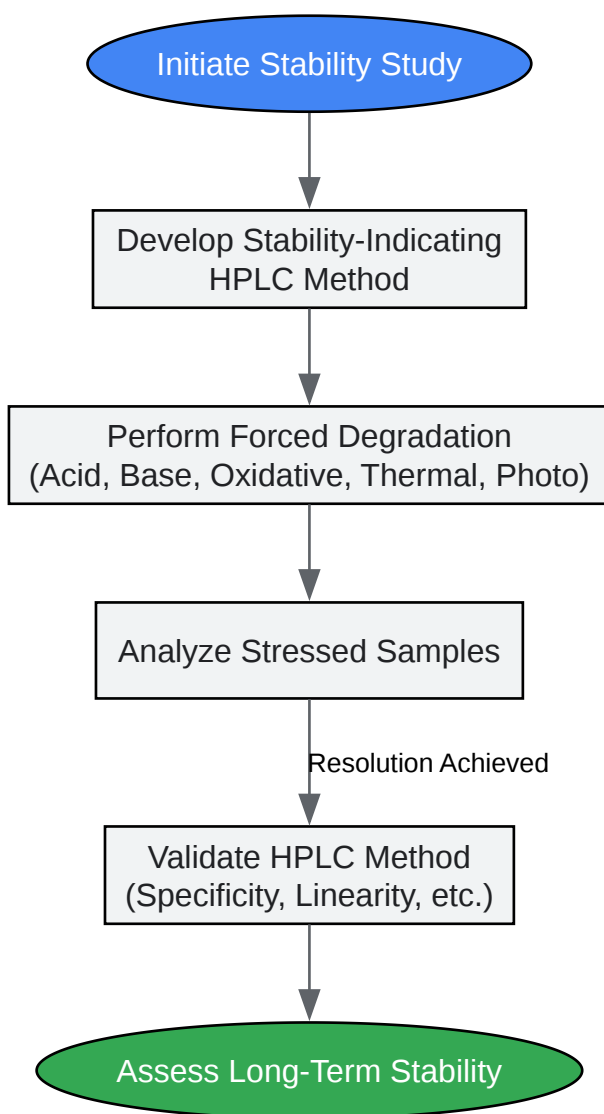 Initiate Stability Study
Develop Stability-Indicating
HPLC Method
Perform Forced Degradation
(Acid, Base, Oxidative, Thermal, Photo)
Analyze Stressed Samples
Resolution Achieved
Validate HPLC Method
(Specificity, Linearity, etc.)
Assess Long-Term Stability